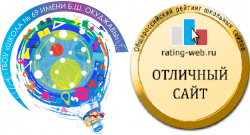 ГБОУ «ШКОЛА № 69 ИМЕНИ Б.Ш. ОКУДЖАВЫ»
ОБЩЕРОССИЙСКИЙ РЕЙТИНГ ШКОЛЬНЫХ САЙТОВ
rating-web.ru
ОТЛИЧНЫЙ
САЙТ